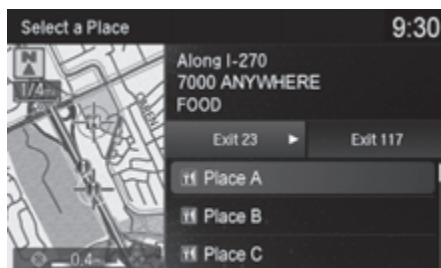 Select a Place
9:30
N
1/4mi
Along I-270
7000 ANYWHERE
FOOD
Exit 23
Exit 117
Place A
Place B
Place C
0.4